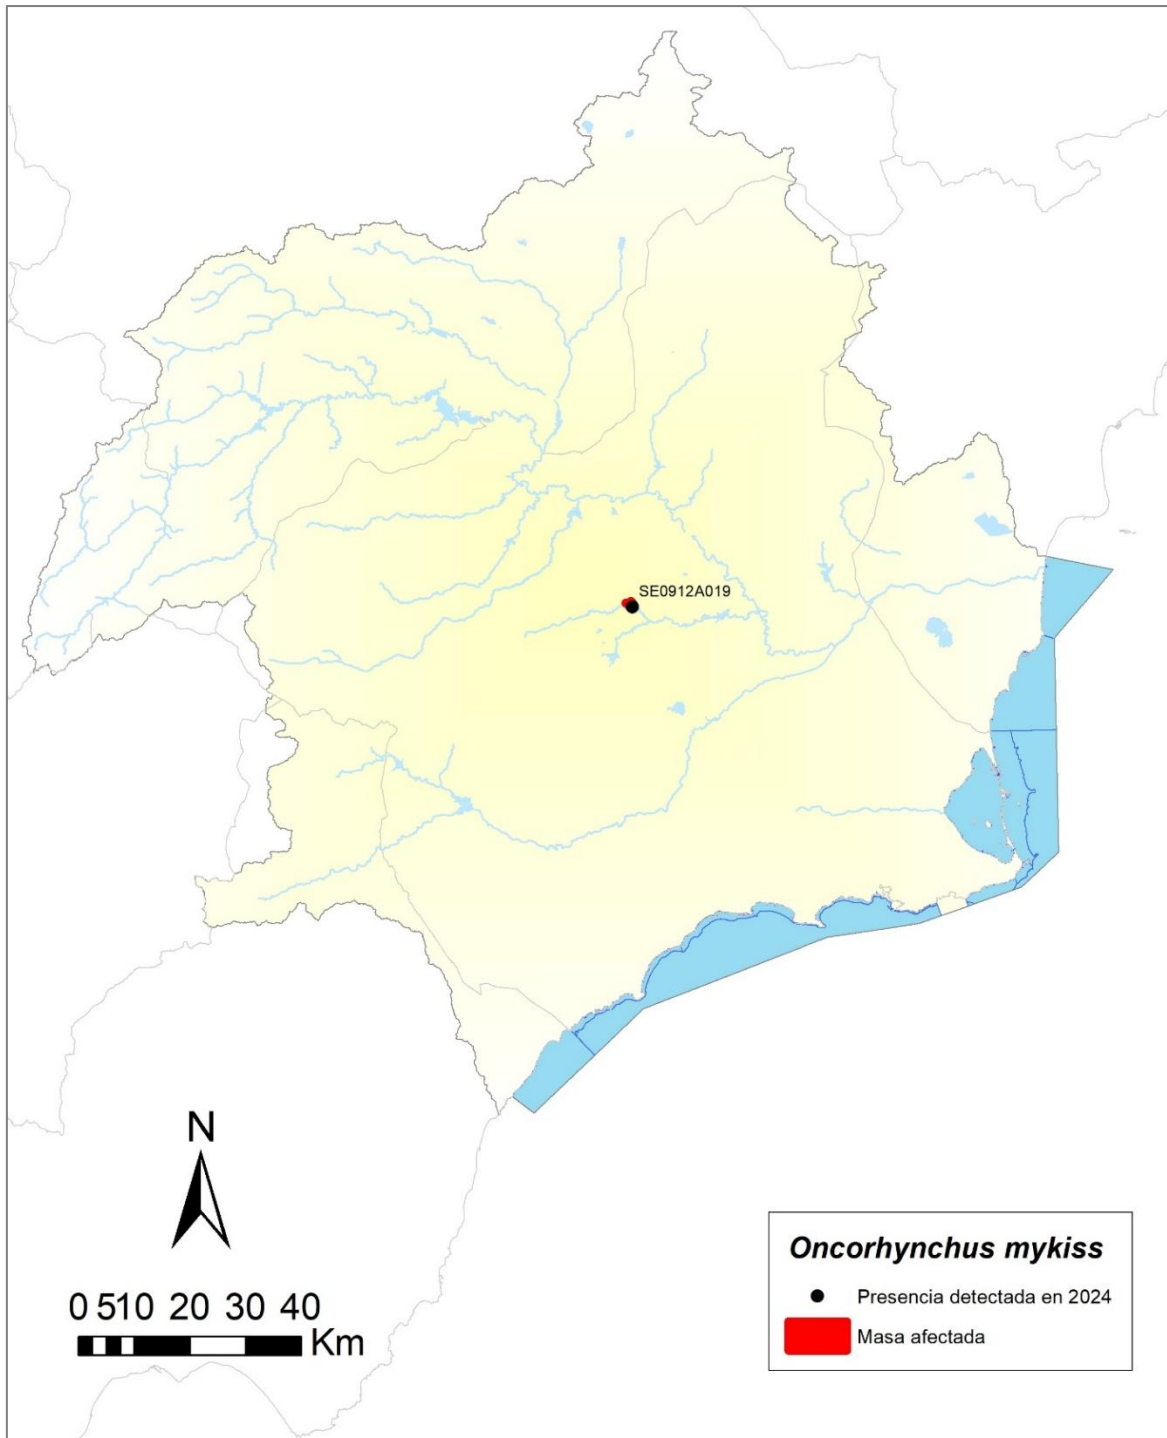 SE0912A019
N
0 510 20 30 40
Km
Oncorhynchus mykiss
Presencia detectada en 2024
Masa afectada